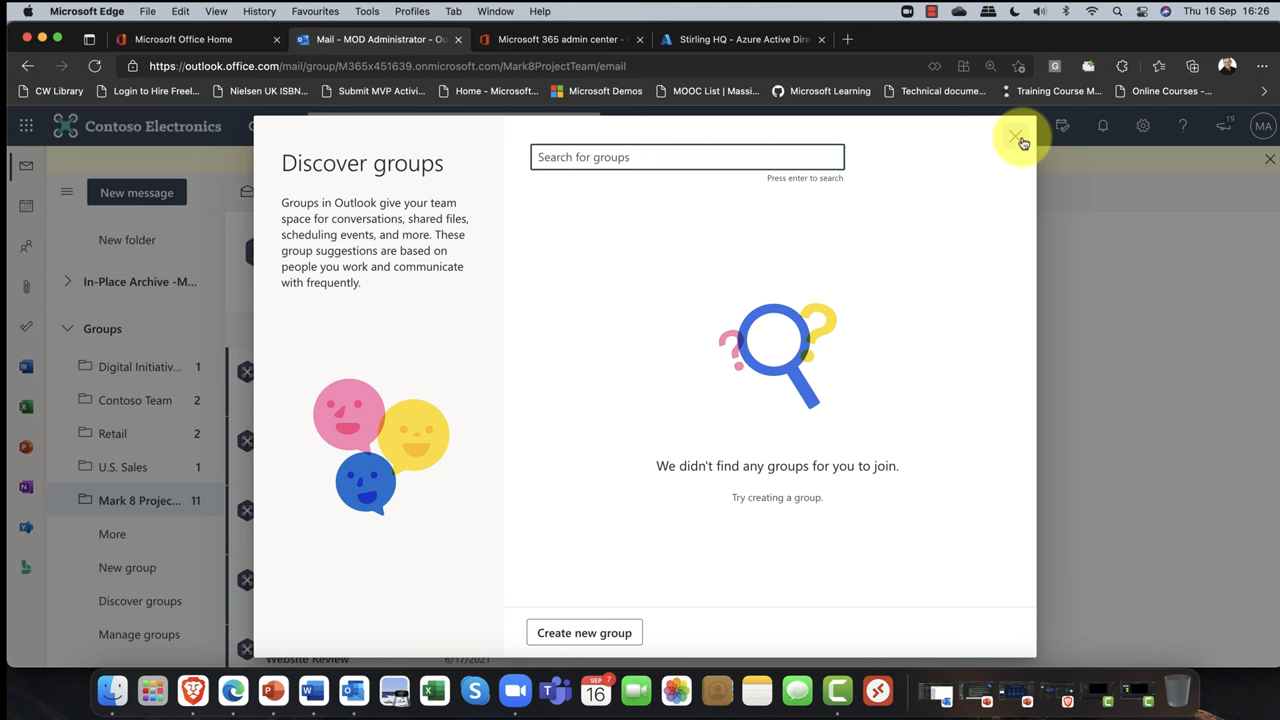 Microsoft Edge File Edit View History Favourites Tools Profiles Tab Window Help Thu 16 Sep 16:26
Microsoft Office Home Mail - MOD Administrator - Ou Microsoft 365 admin center - Stirling HQ - Azure Active Dire
https://outlook.office.com/mail/group/M365x451639.onmicrosoft.com/Mark8ProjectTeam/email
CW Library Login to Hire Freel... Nielsen UK ISBN... Submit MVP Activi... Home - Microsoft... Microsoft Demos MOOC List | Massi... Microsoft Learning Technical docume... Training Course M... Online Courses -...
Contoso Electronics 19 MA
Discover groups
Search for groups
Press enter to search
Groups in Outlook give your team
space for conversations, shared files,
scheduling events, and more. These
group suggestions are based on
people you work and communicate
with frequently.
New message
New folder
In-Place Archive -M...
Groups
Digital Initiativ... 1
Contoso Team 2
Retail 2
U.S. Sales 1
Mark 8 Projec... 11
More
New group
Discover groups
Manage groups
We didn't find any groups for you to join.
Try creating a group.
Create new group
Website Review 6/17/2021
SEP 7
16